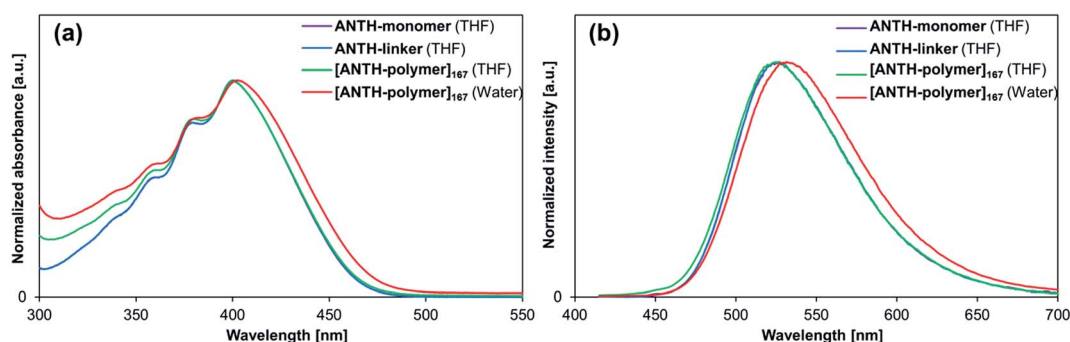 (a)
ANTH-monomer (THF)
ANTH-linker (THF)
[ANTH-polymer]₁₆₇ (THF)
[ANTH-polymer]₁₆₇ (Water)
Normalized absorbance [a.u.]
0
300 350 400 450 500 550
Wavelength [nm]
(b)
ANTH-monomer (THF)
ANTH-linker (THF)
[ANTH-polymer]₁₆₇ (THF)
[ANTH-polymer]₁₆₇ (Water)
Normalized intensity [a.u.]
0
400 450 500 550 600 650 700
Wavelength [nm]